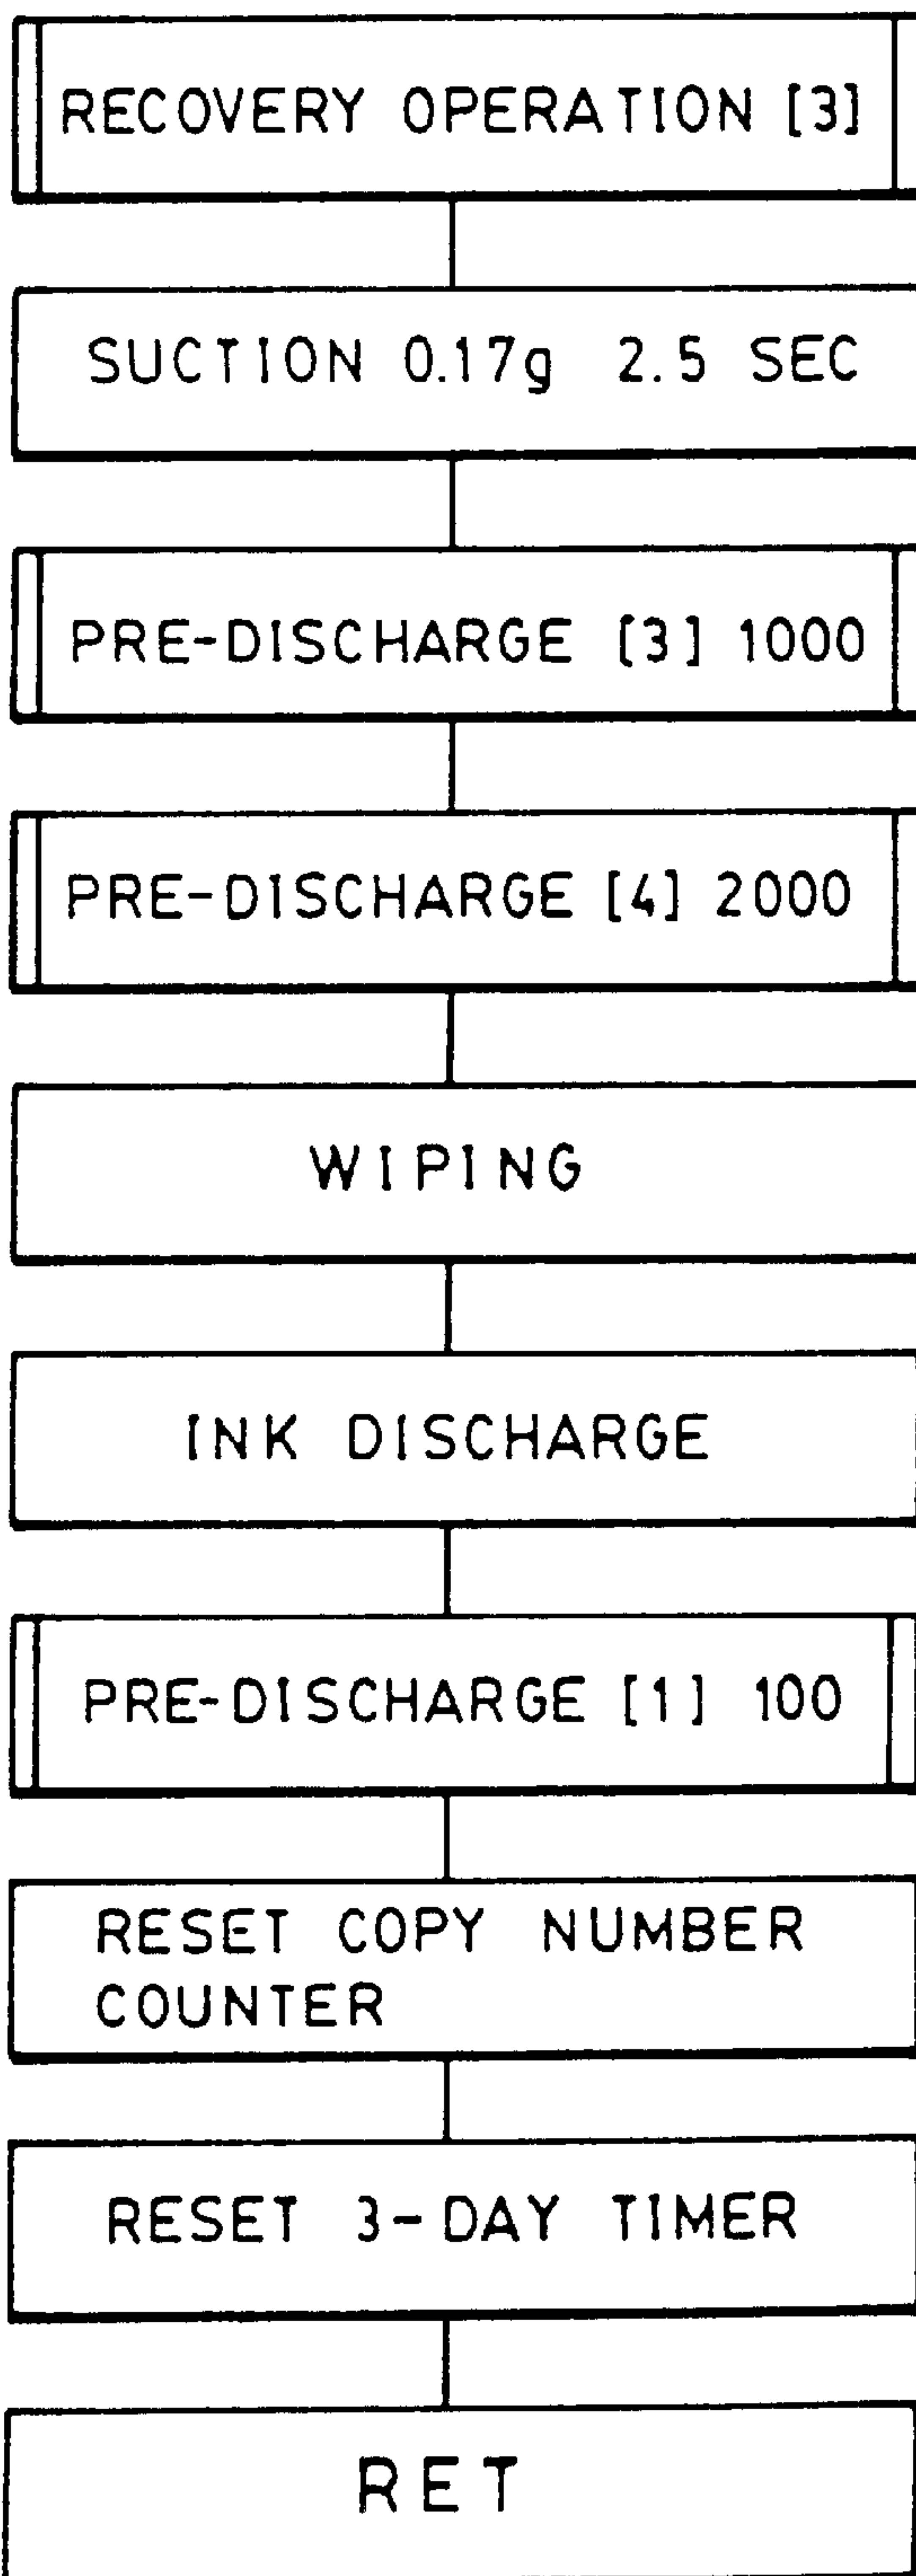 RECOVERY OPERATION [3]
SUCTION 0.17g 2.5 SEC
PRE-DISCHARGE [3] 1000
PRE-DISCHARGE [4] 2000
WIPING
INK DISCHARGE
PRE-DISCHARGE [1] 100
RESET COPY NUMBER
COUNTER
RESET 3-DAY TIMER
RET